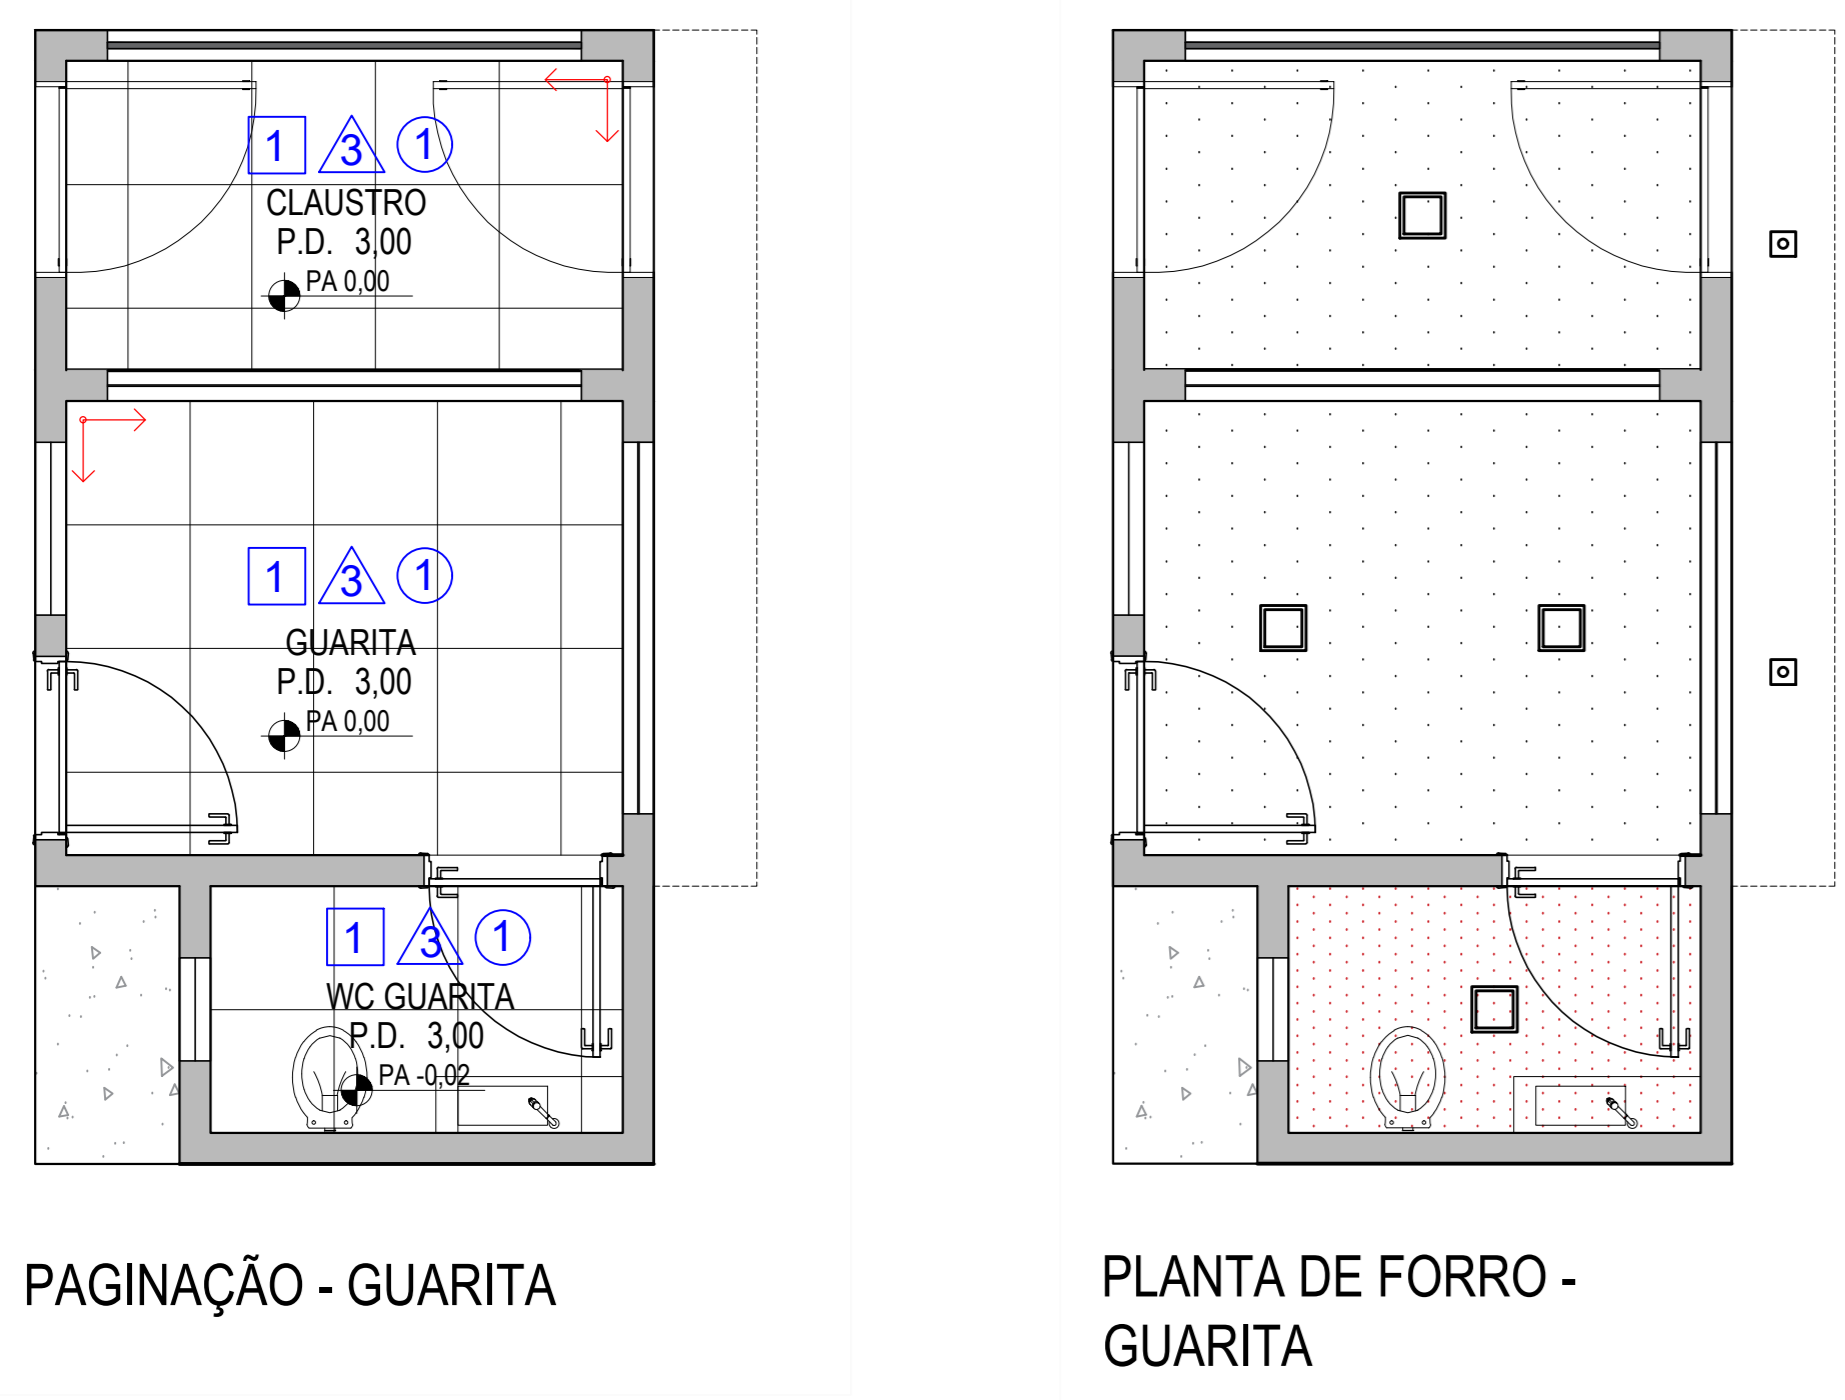 1 3 1
CLAUSTRO
P.D. 3,00
PA 0,00
1 3 1
GUARITA
P.D. 3,00
PA 0,00
1 3 1
WC GUARITA
P.D. 3,00
PA -0,02
PAGINAÇÃO - GUARITA
PLANTA DE FORRO -
GUARITA